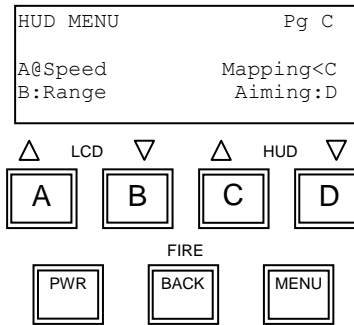 HUD MENU Pg C
A@Speed Mapping<C
B:Range Aiming:D
△ LCD ▽ △ HUD ▽
A B C D
FIRE
PWR BACK MENU